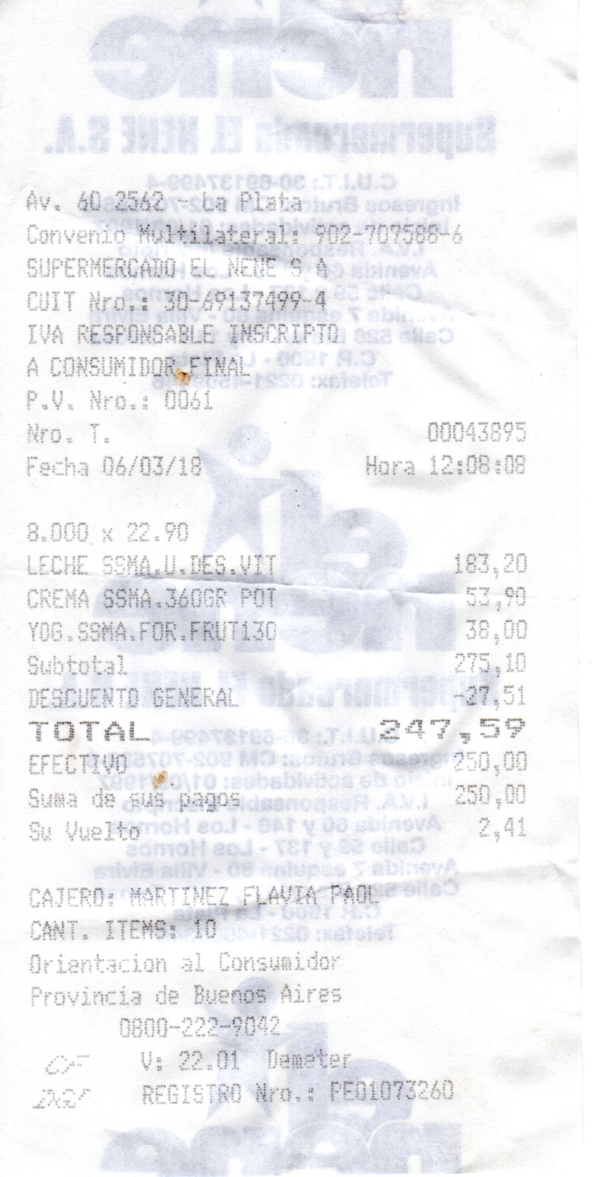 Av. 60 2562 - La Plata
Convenio Multilateral: 902-707588-6
SUPERMERCADO EL NENE S A
CUIT Nro.: 30-69137499-4
IVA RESPONSABLE INSCRIPTO
A CONSUMIDOR FINAL
P.V. Nro.: 0061
Nro. T. 00043895
Fecha 06/03/18 Hora 12:08:08
8.000 x 22.90
LECHE SSMA.U.DES.VIT 183,20
CREMA SSMA.360GR POT 53,90
YOG.SSMA.FOR.FRUT130 38,00
Subtotal 275,10
DESCUENTO GENERAL -27,51
TOTAL 247,59
EFECTIVO 250,00
Suma de sus pagos 250,00
Su Vuelto 2,41
CAJERO: MARTINEZ FLAVIA PAOL
CANT. ITEMS: 10
Orientacion al Consumidor
Provincia de Buenos Aires
0800-222-9042
CF V: 22.01 Demeter
REGISTRO Nro.: PEO1073260